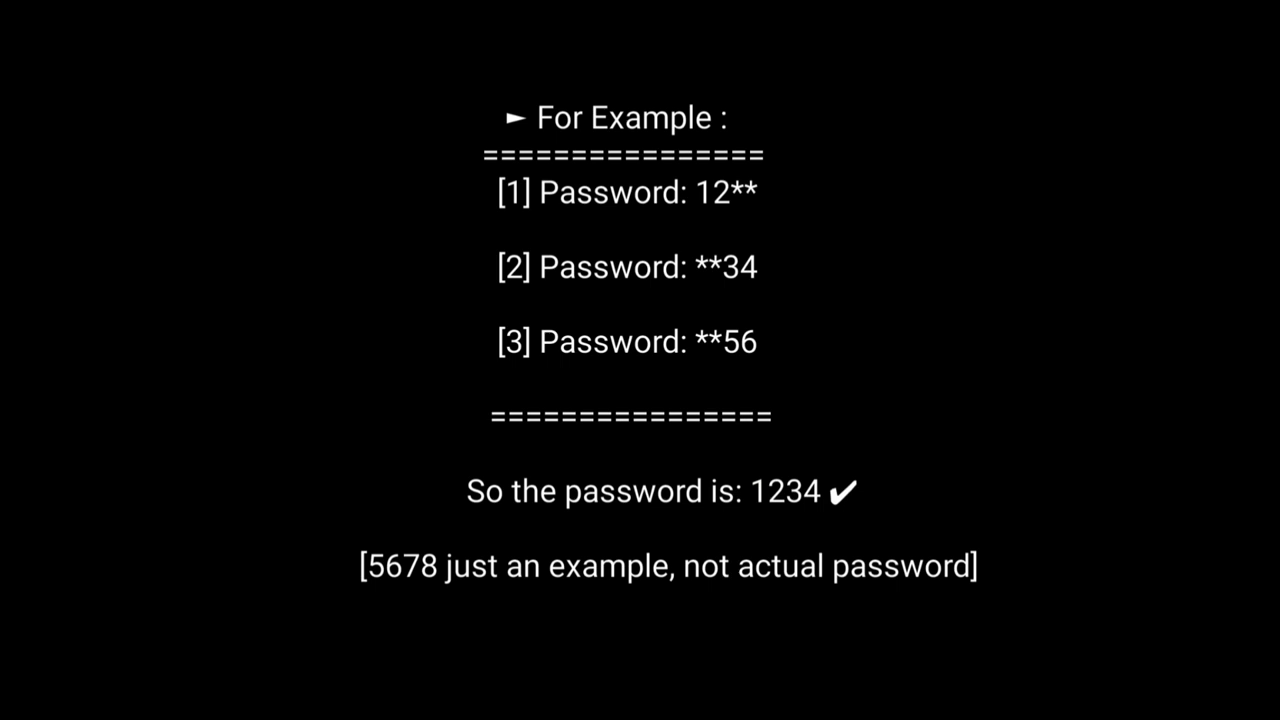 ► For Example :
================
[1] Password: 12**
[2] Password: **34
[3] Password: **56
================
So the password is: 1234 ✔
[5678 just an example, not actual password]